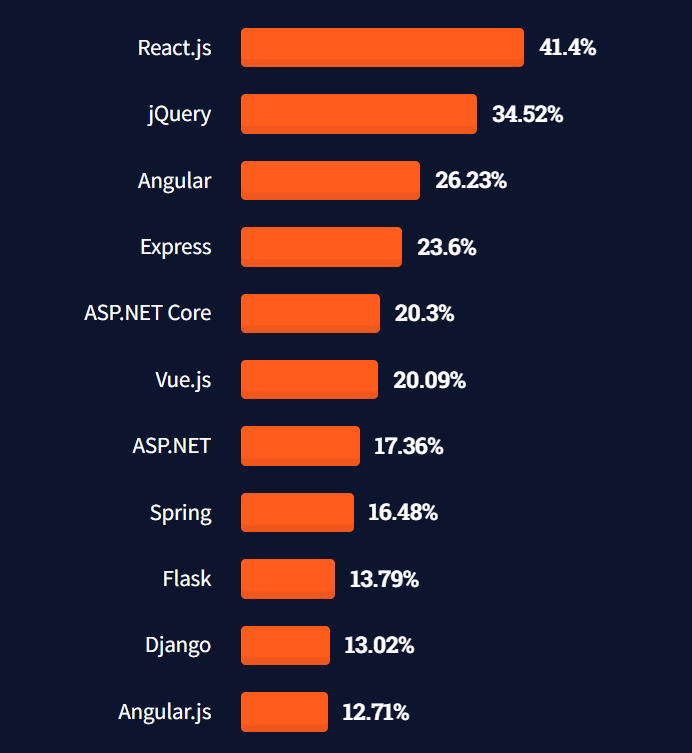 React.js 41.4%
jQuery 34.52%
Angular 26.23%
Express 23.6%
ASP.NET Core 20.3%
Vue.js 20.09%
ASP.NET 17.36%
Spring 16.48%
Flask 13.79%
Django 13.02%
Angular.js 12.71%